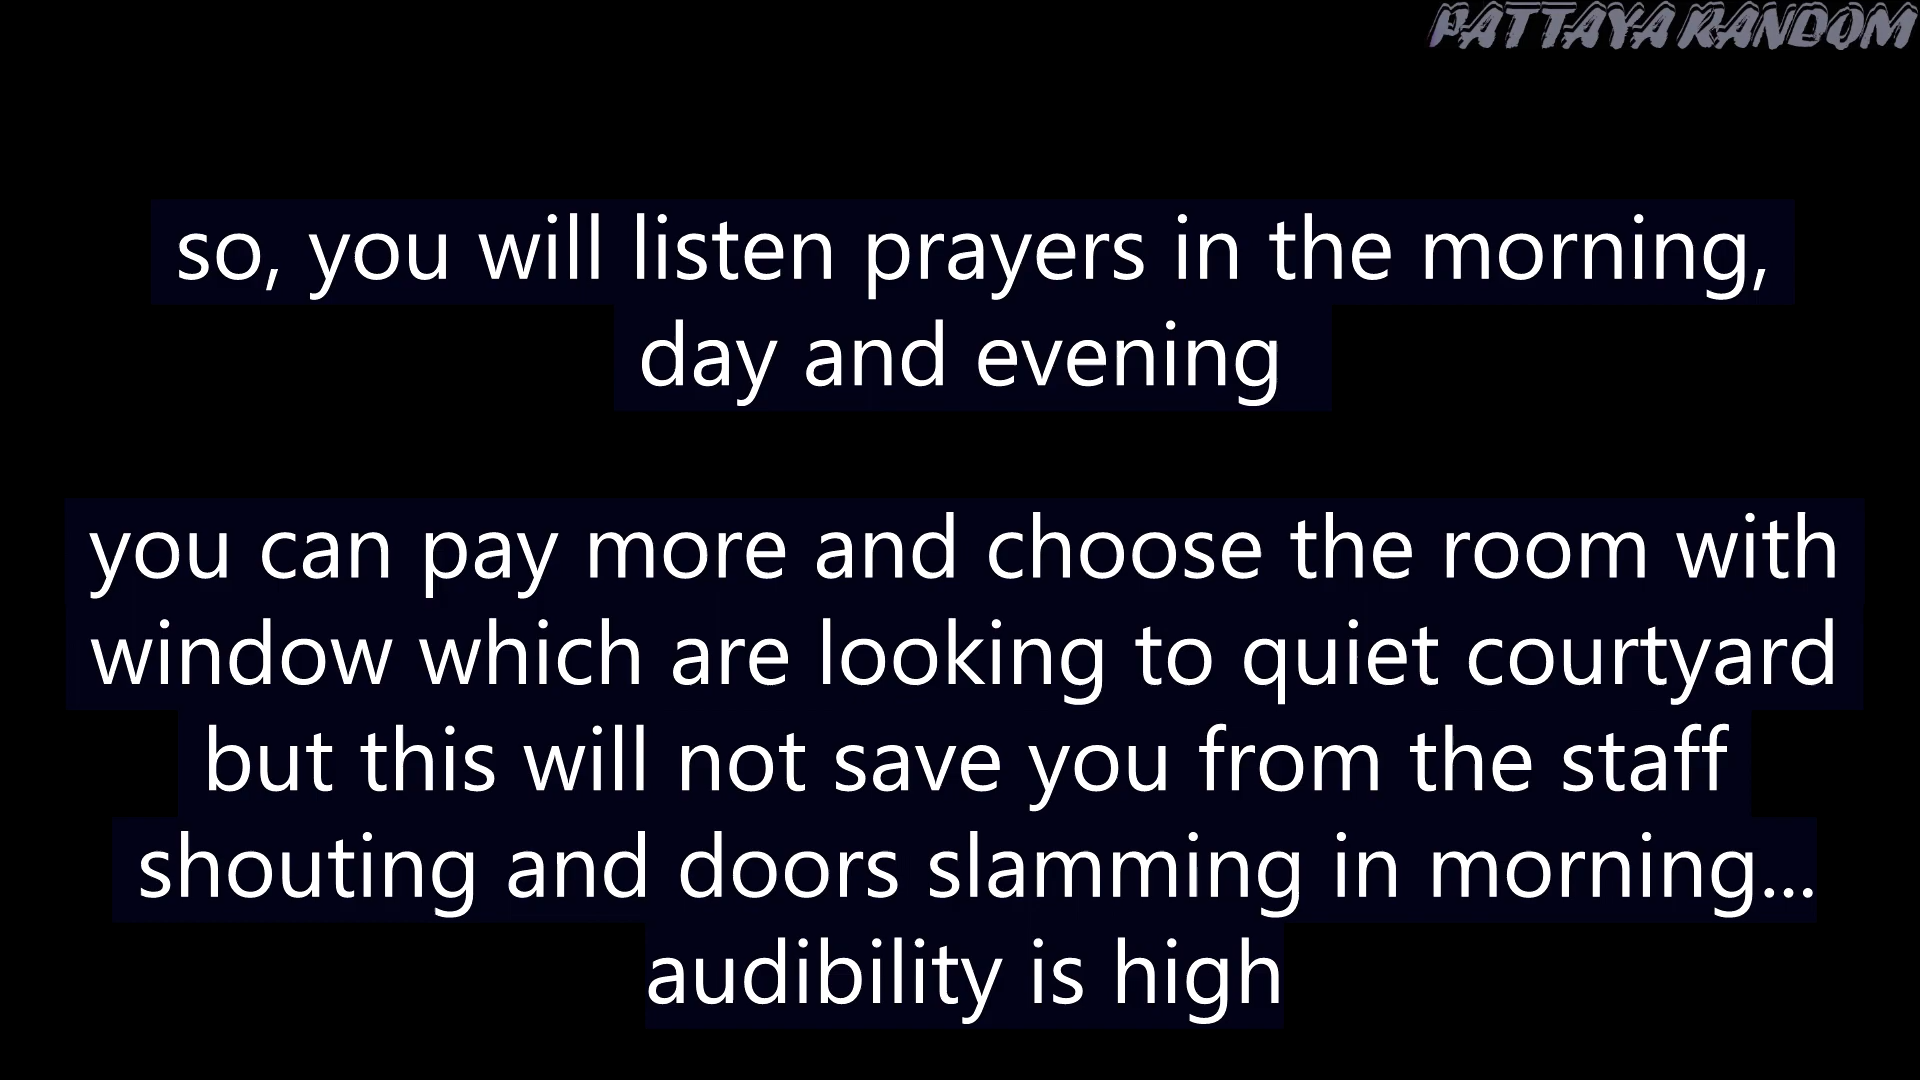 PATTAYA RANDOM
so, you will listen prayers in the morning,
day and evening
you can pay more and choose the room with
window which are looking to quiet courtyard
but this will not save you from the staff
shouting and doors slamming in morning...
audibility is high